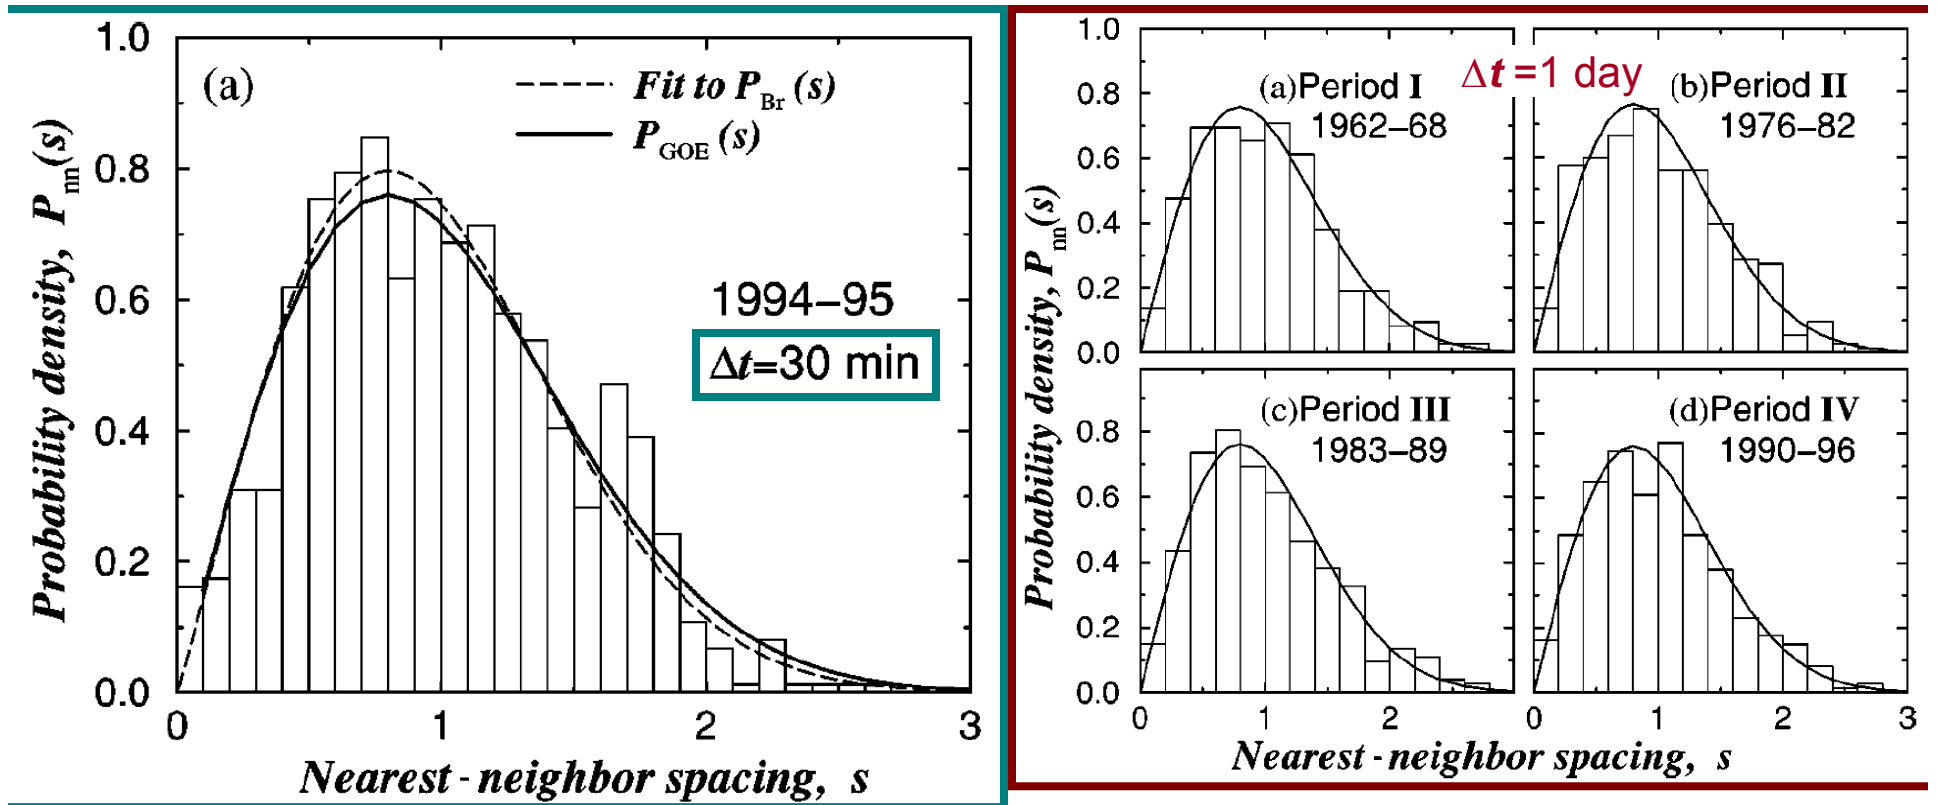 (a)
Fit to P_Br (s)
P_GOE (s)
1994–95
Δt=30 min
Probability density, P_nn(s)
1.0
0.8
0.6
0.4
0.2
0.0
0 1 2 3
Nearest-neighbor spacing, s
Δt =1 day
(a)Period I
1962–68
(b)Period II
1976–82
(c)Period III
1983–89
(d)Period IV
1990–96
Probability density, P_nn(s)
1.0
0.8
0.6
0.4
0.2
0.0
0.8
0.6
0.4
0.2
0.0
0 1 2 0 1 2 3
Nearest-neighbor spacing, s